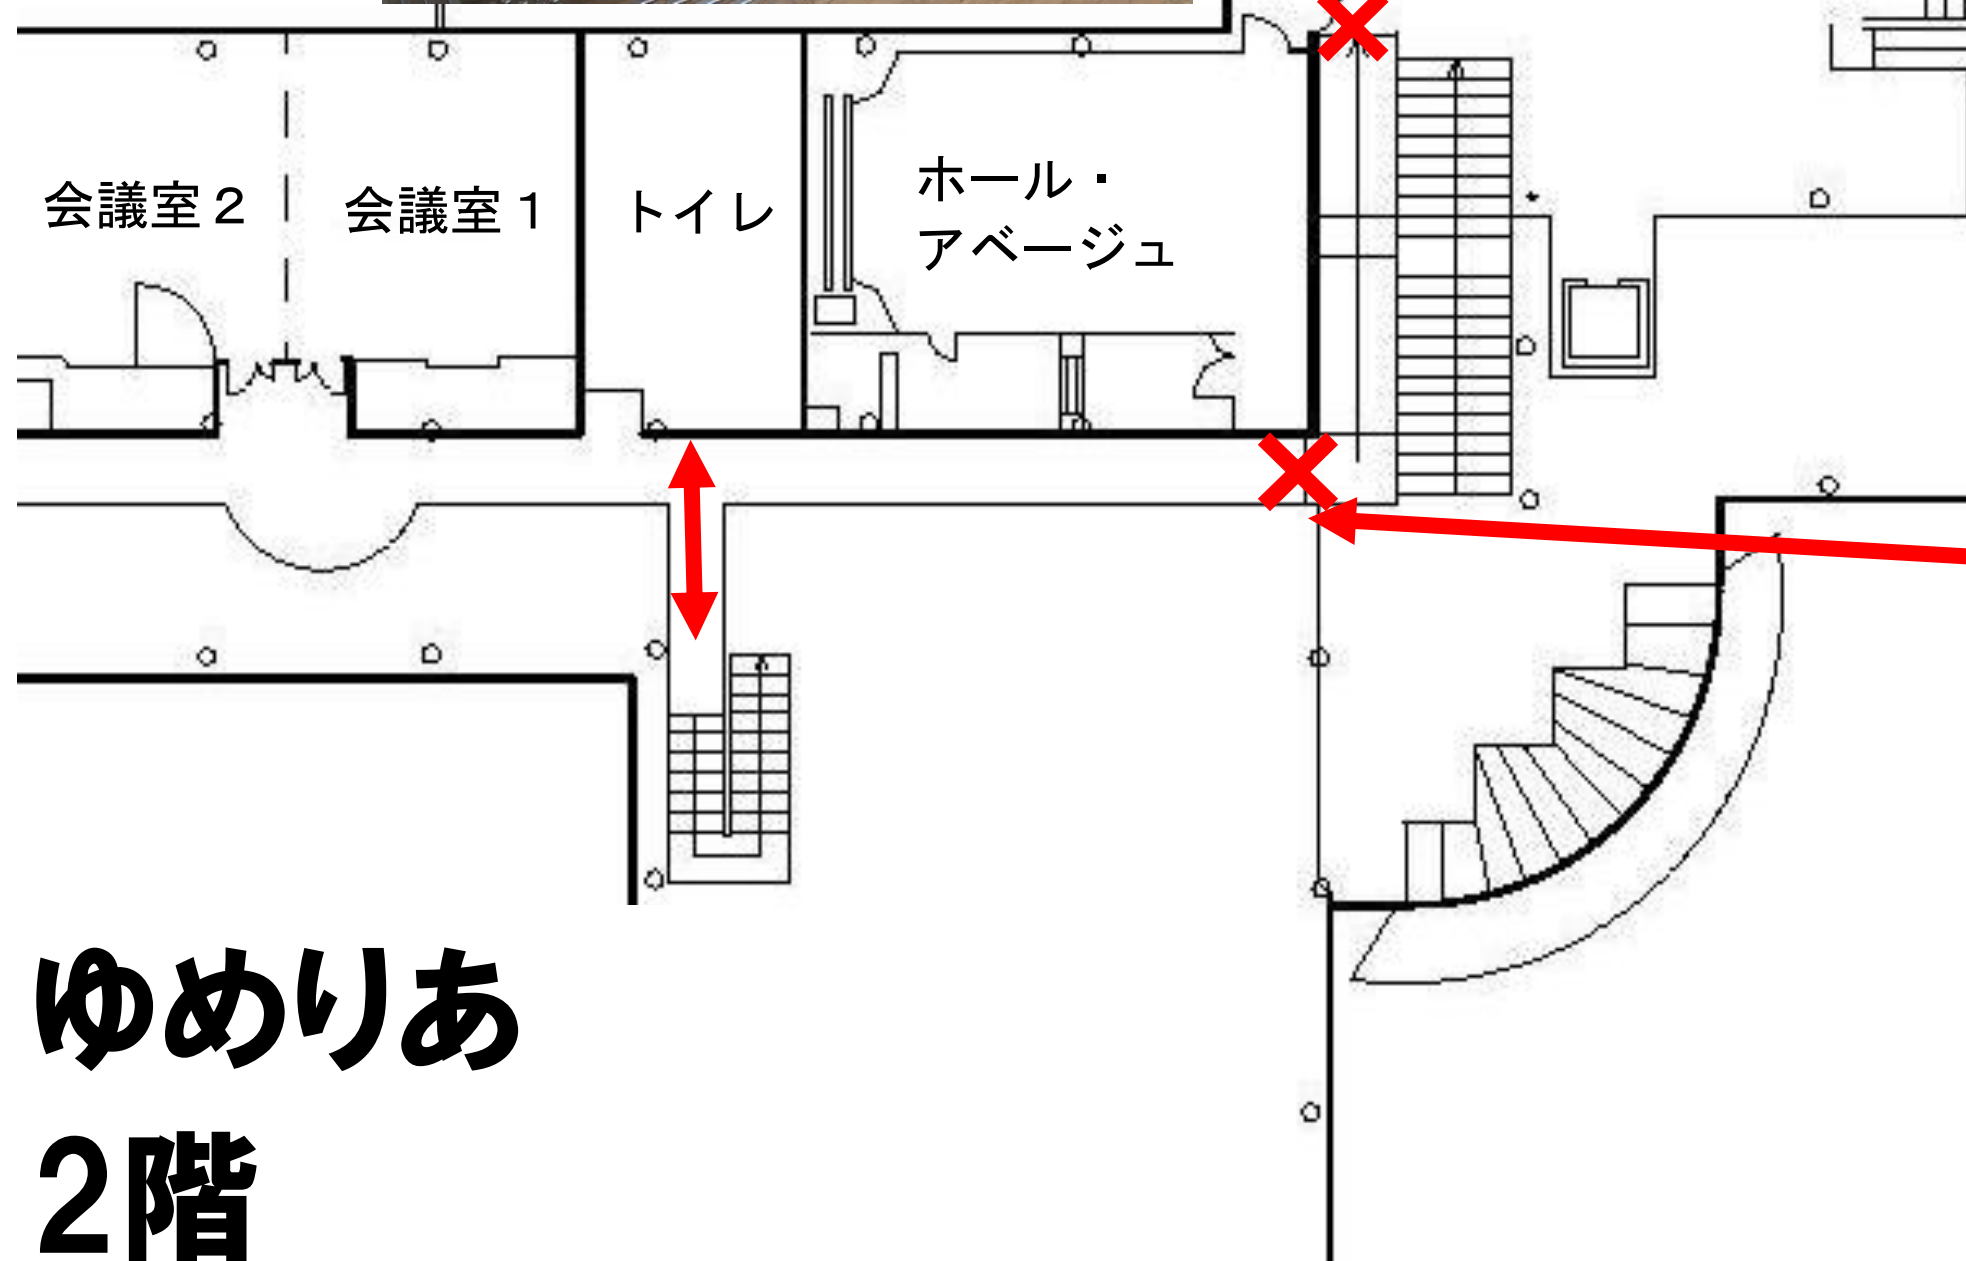 会議室２
会議室１
トイレ
ホール・
アベージュ
ゆめりあ
2階